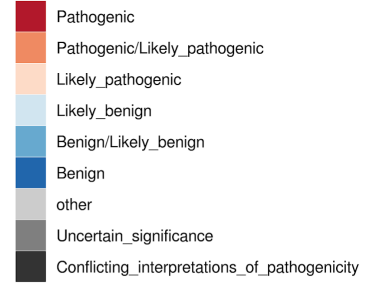 Pathogenic
Pathogenic/Likely_pathogenic
Likely_pathogenic
Likely_benign
Benign/Likely_benign
Benign
other
Uncertain_significance
Conflicting_interpretations_of_pathogenicity